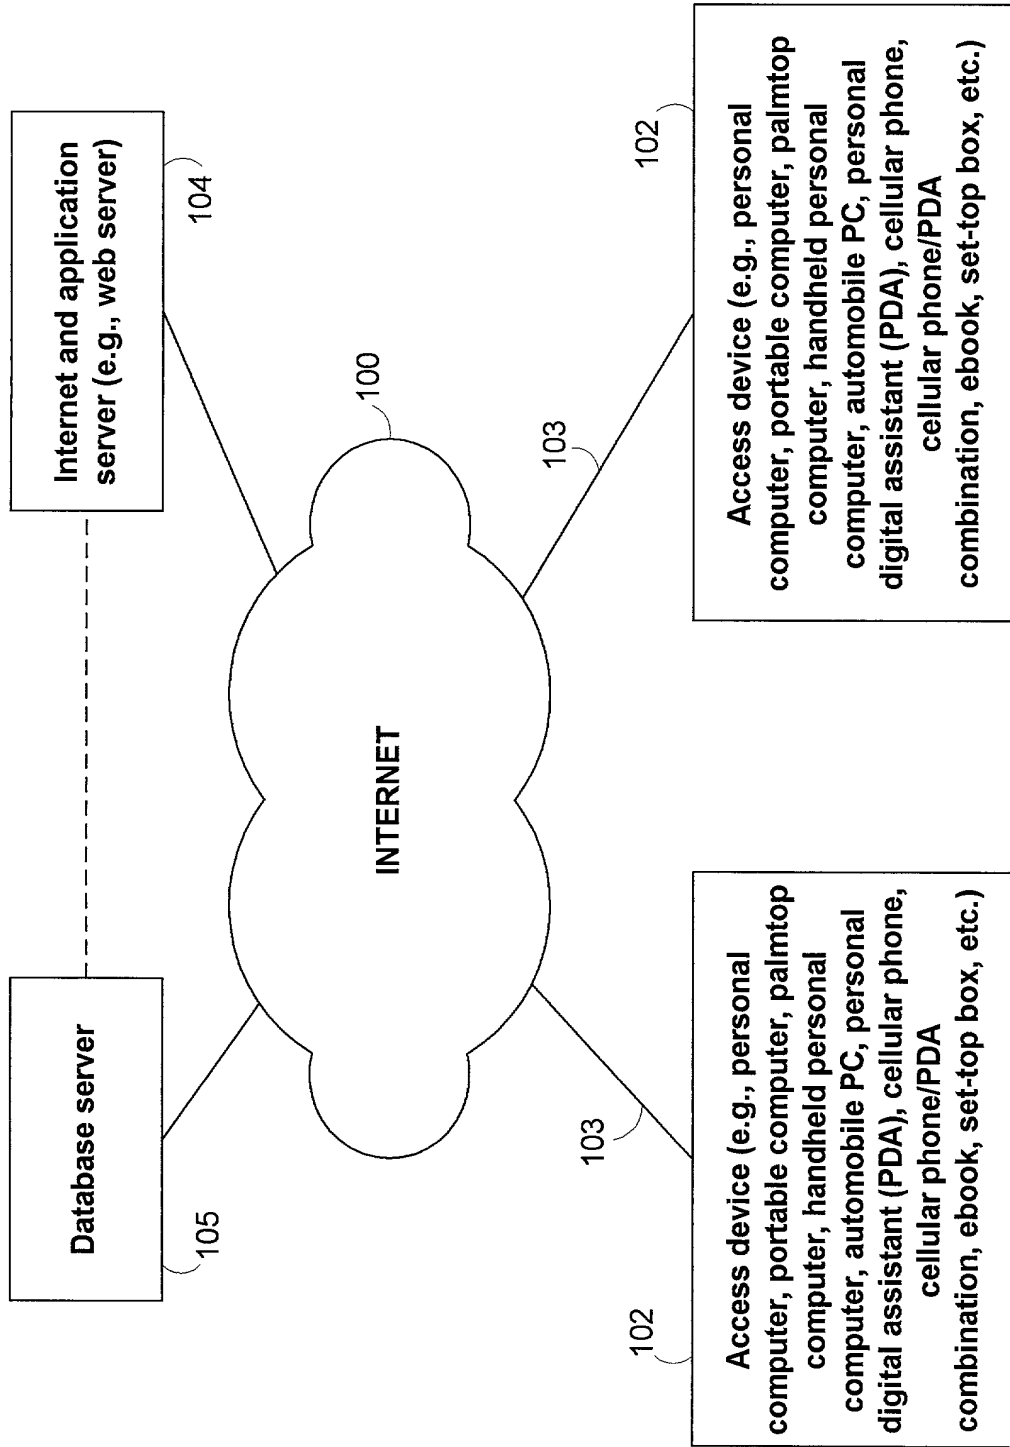 Database server
105
Internet and application
server (e.g., web server)
104
INTERNET
100
103
103
102
Access device (e.g., personal
computer, portable computer, palmtop
computer, handheld personal
computer, automobile PC, personal
digital assistant (PDA), cellular phone,
cellular phone/PDA
combination, ebook, set-top box, etc.)
102
Access device (e.g., personal
computer, portable computer, palmtop
computer, handheld personal
computer, automobile PC, personal
digital assistant (PDA), cellular phone,
cellular phone/PDA
combination, ebook, set-top box, etc.)